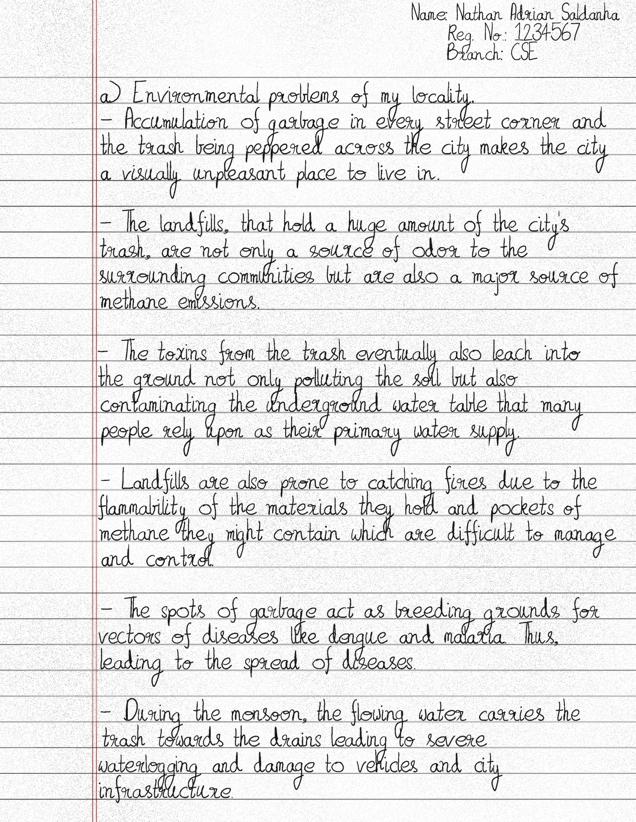 Name: Nathan Adrian Saldanha
Reg. No.: 1234567
Branch: CSE
a) Environmental problems of my locality.
- Accumulation of garbage in every street corner and
the trash being peppered across the city makes the city
a visually unpleasant place to live in.
- The landfills, that hold a huge amount of the city's
trash, are not only a source of odor to the
surrounding communities but are also a major source of
methane emissions.
- The toxins from the trash eventually also leach into
the ground not only polluting the soil but also
contaminating the underground water table that many
people rely upon as their primary water supply.
- Landfills are also prone to catching fires due to the
flammability of the materials they hold and pockets of
methane they might contain which are difficult to manage
and control.
- The spots of garbage act as breeding grounds for
vectors of diseases like dengue and malaria. Thus,
leading to the spread of diseases.
- During the monsoon, the flowing water carries the
trash towards the drains leading to severe
waterlogging and damage to vehicles and city
infrastructure.